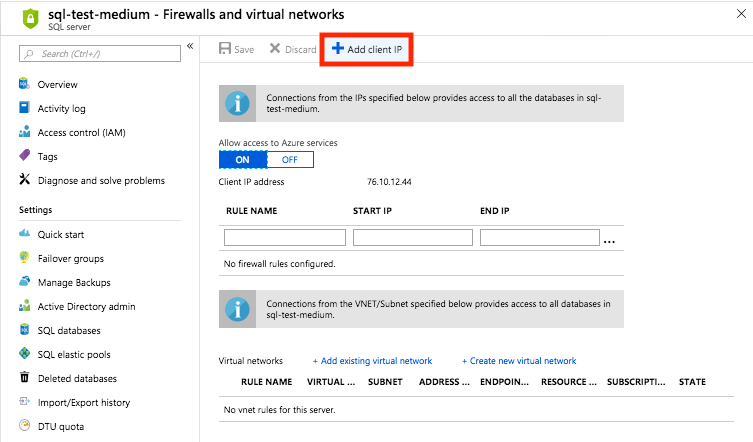 sql-test-medium - Firewalls and virtual networks
SQL server
Search (Ctrl+/)
«
Overview
Activity log
Access control (IAM)
Tags
Diagnose and solve problems
Settings
Quick start
Failover groups
Manage Backups
Active Directory admin
SQL databases
SQL elastic pools
Deleted databases
Import/Export history
DTU quota
Save Discard Add client IP
Connections from the IPs specified below provides access to all the databases in sql-
test-medium.
Allow access to Azure services
ON OFF
Client IP address 76.10.12.44
RULE NAME START IP END IP
...
No firewall rules configured.
Connections from the VNET/Subnet specified below provides access to all databases in
sql-test-medium.
Virtual networks + Add existing virtual network + Create new virtual network
RULE NAME VIRTUAL ... SUBNET ADDRESS ... ENDPOIN... RESOURCE ... SUBSCRIPTI... STATE
No vnet rules for this server.